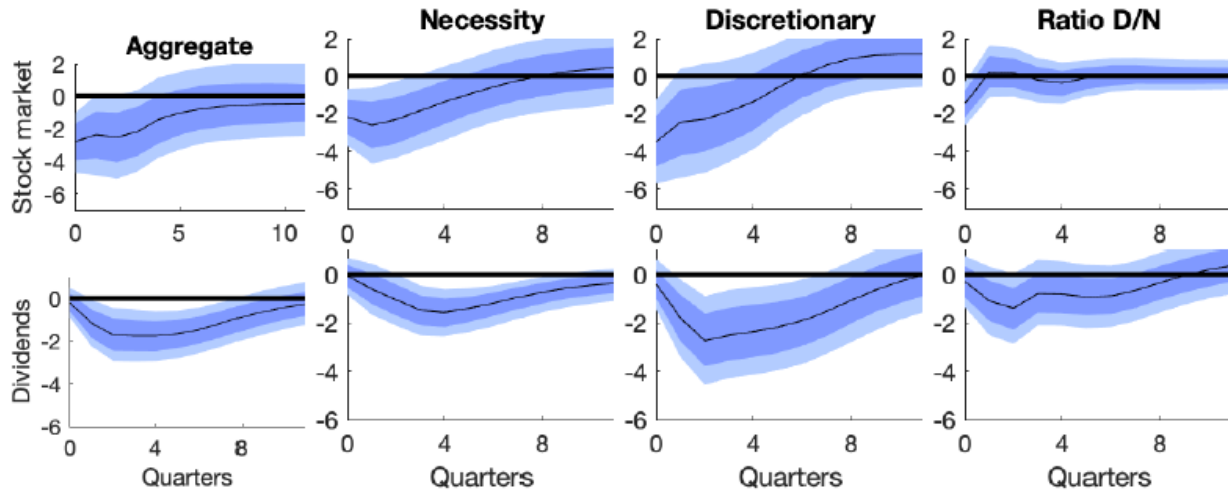 Aggregate Necessity Discretionary Ratio D/N
Stock market
2 0 -2 -4 -6
0 5 10
2 0 -2 -4 -6
0 4 8
2 0 -2 -4 -6
0 4 8
2 0 -2 -4 -6
0 4 8
Dividends
0 -2 -4 -6
0 4 8
Quarters
0 -2 -4 -6
0 4 8
Quarters
0 -2 -4 -6
0 4 8
Quarters
0 -2 -4 -6
0 4 8
Quarters